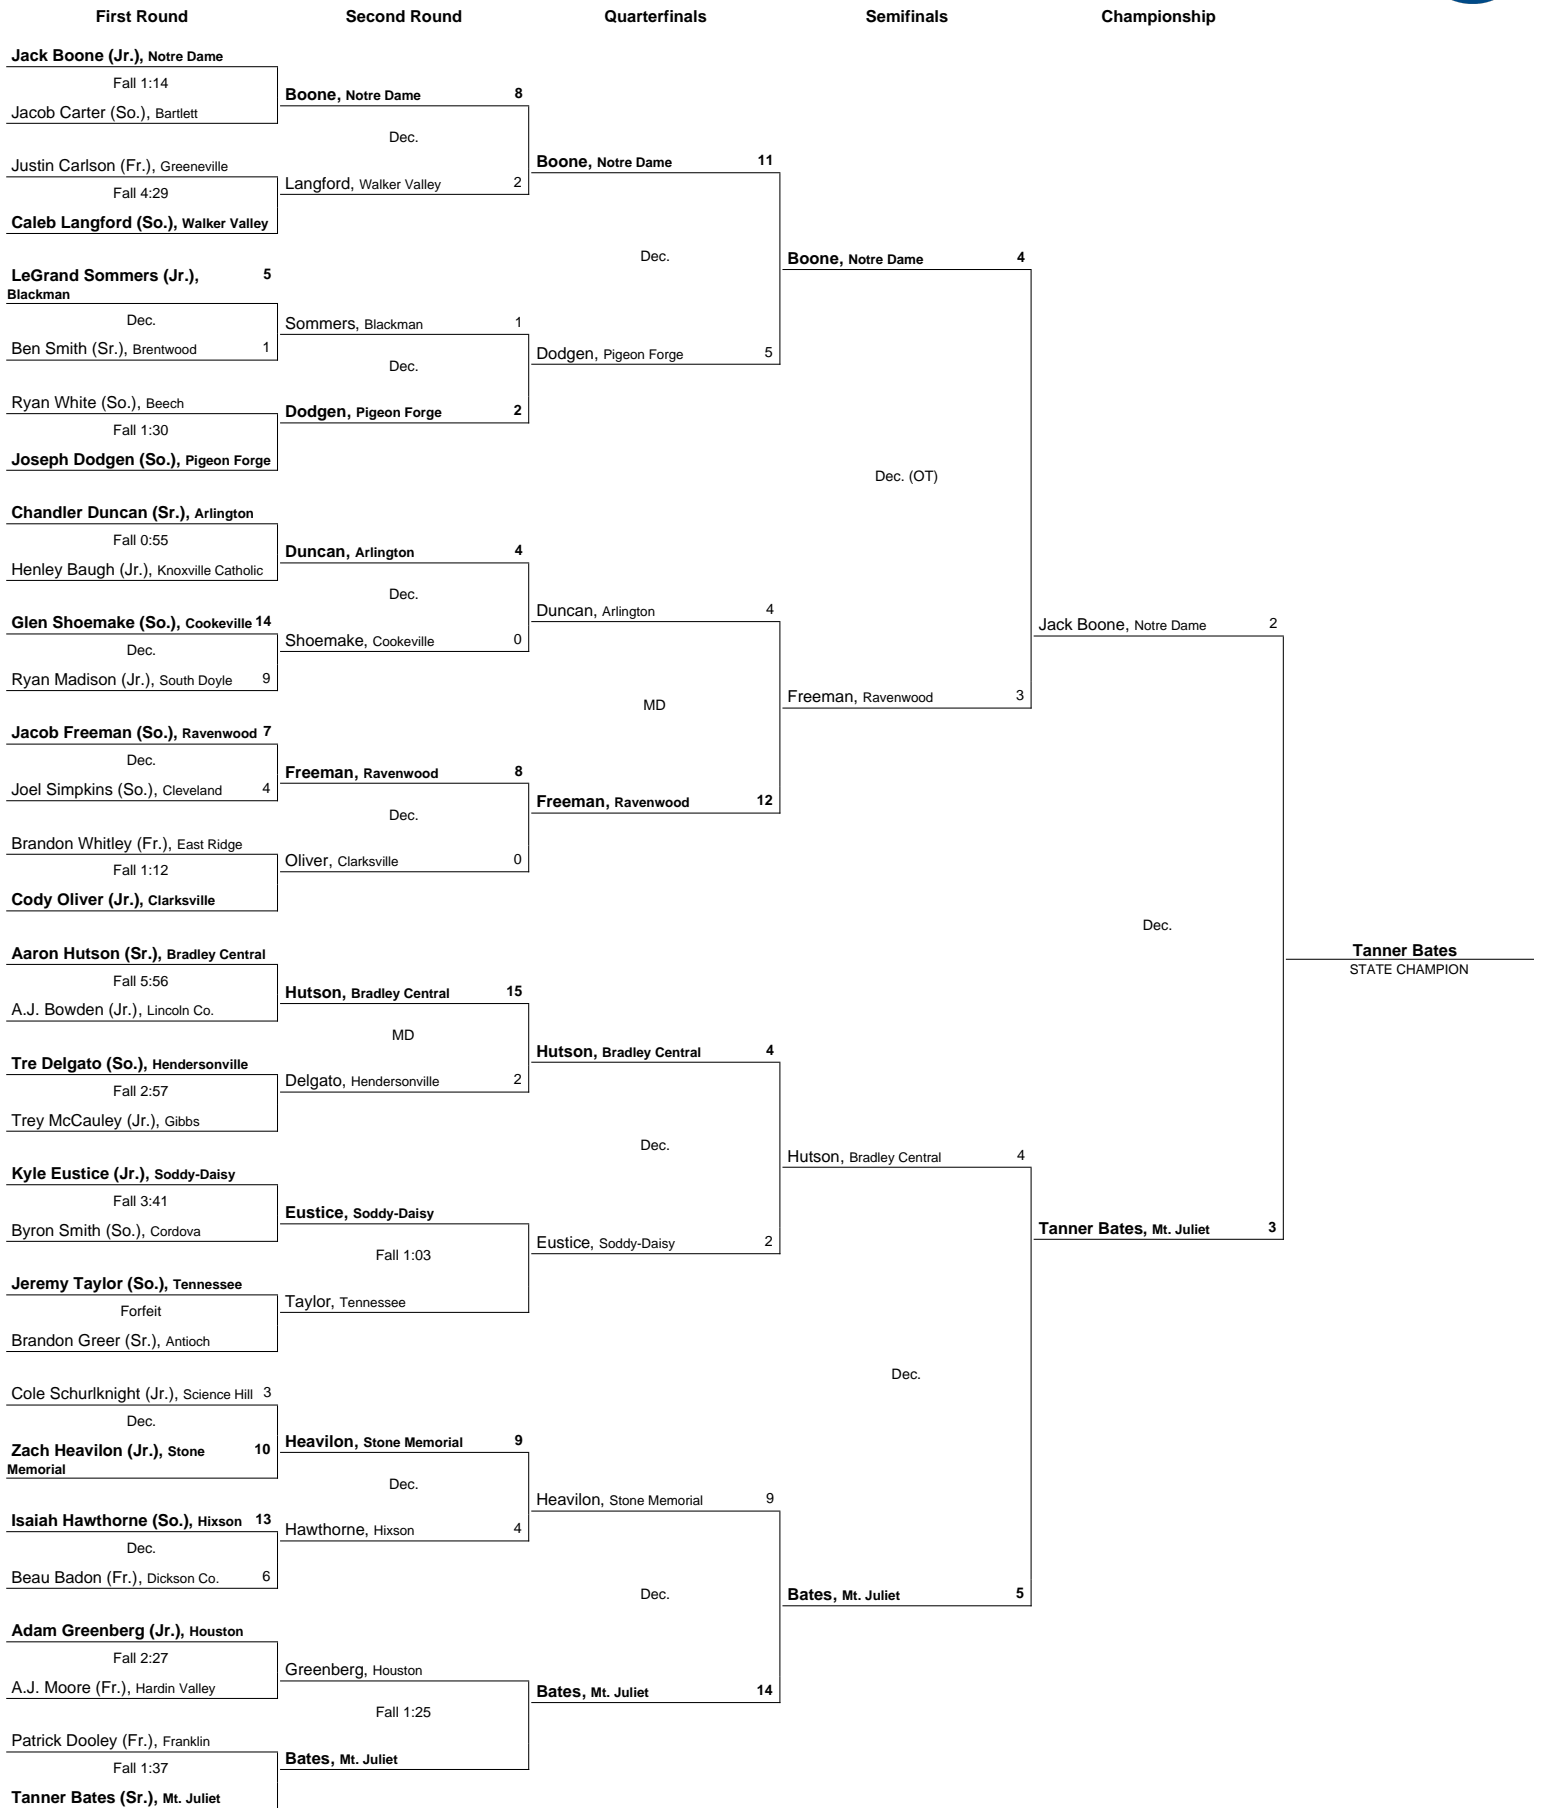 First Round
Second Round
Quarterfinals
Semifinals
Championship
Jack Boone (Jr.), Notre Dame
Fall 1:14
Jacob Carter (So.), Bartlett
Justin Carlson (Fr.), Greeneville
Fall 4:29
Caleb Langford (So.), Walker Valley
LeGrand Sommers (Jr.), 5
Blackman
Dec.
Ben Smith (Sr.), Brentwood 1
Ryan White (So.), Beech
Fall 1:30
Joseph Dodgen (So.), Pigeon Forge
Chandler Duncan (Sr.), Arlington
Fall 0:55
Henley Baugh (Jr.), Knoxville Catholic
Glen Shoemake (So.), Cookeville 14
Dec.
Ryan Madison (Jr.), South Doyle 9
Jacob Freeman (So.), Ravenwood 7
Dec.
Joel Simpkins (So.), Cleveland 4
Brandon Whitley (Fr.), East Ridge
Fall 1:12
Cody Oliver (Jr.), Clarksville
Aaron Hutson (Sr.), Bradley Central
Fall 5:56
A.J. Bowden (Jr.), Lincoln Co.
Tre Delgato (So.), Hendersonville
Fall 2:57
Trey McCauley (Jr.), Gibbs
Kyle Eustice (Jr.), Soddy-Daisy
Fall 3:41
Byron Smith (So.), Cordova
Jeremy Taylor (So.), Tennessee
Forfeit
Brandon Greer (Sr.), Antioch
Cole Schurlknight (Jr.), Science Hill 3
Dec.
Zach Heavilon (Jr.), Stone 10
Memorial
Isaiah Hawthorne (So.), Hixson 13
Dec.
Beau Badon (Fr.), Dickson Co. 6
Adam Greenberg (Jr.), Houston
Fall 2:27
A.J. Moore (Fr.), Hardin Valley
Patrick Dooley (Fr.), Franklin
Fall 1:37
Tanner Bates (Sr.), Mt. Juliet
Boone, Notre Dame 8
Dec.
Langford, Walker Valley 2
Sommers, Blackman 1
Dec.
Dodgen, Pigeon Forge 2
Duncan, Arlington 4
Dec.
Shoemake, Cookeville 0
Freeman, Ravenwood 8
Dec.
Oliver, Clarksville 0
Hutson, Bradley Central 15
MD
Delgato, Hendersonville 2
Eustice, Soddy-Daisy
Fall 1:03
Taylor, Tennessee
Heavilon, Stone Memorial 9
Dec.
Hawthorne, Hixson 4
Greenberg, Houston
Fall 1:25
Bates, Mt. Juliet
Boone, Notre Dame 11
Dec.
Dodgen, Pigeon Forge 5
Duncan, Arlington 4
MD
Freeman, Ravenwood 12
Hutson, Bradley Central 4
Dec.
Eustice, Soddy-Daisy 2
Heavilon, Stone Memorial 9
Dec.
Bates, Mt. Juliet 14
Boone, Notre Dame 4
Dec. (OT)
Freeman, Ravenwood 3
Hutson, Bradley Central 4
Dec.
Bates, Mt. Juliet 5
Jack Boone, Notre Dame 2
Dec.
Tanner Bates, Mt. Juliet 3
Tanner Bates
STATE CHAMPION